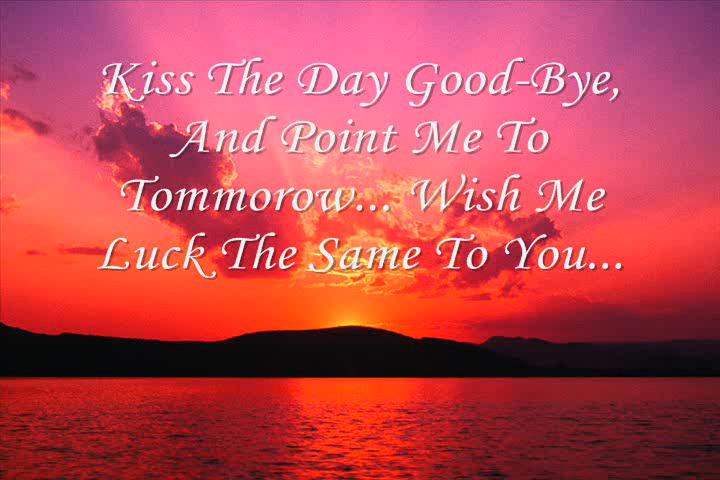 Kiss The Day Good-Bye,
And Point Me To
Tommorow... Wish Me
Luck The Same To You...